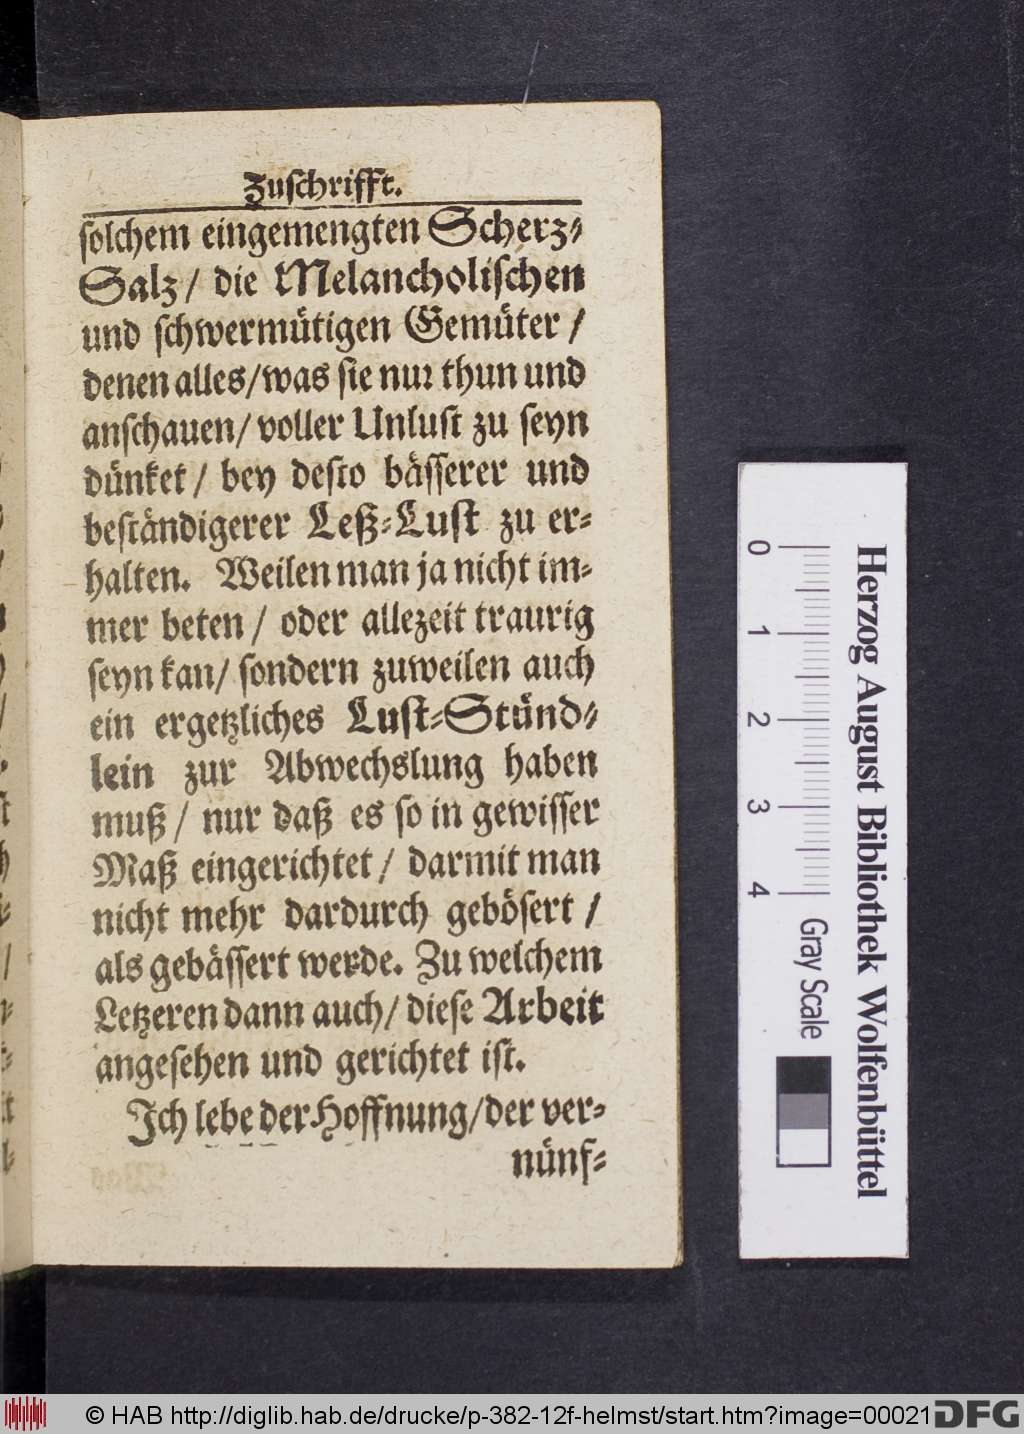 Zuschrifft.
solchem eingemengten Scherz-
Salz / die Melancholischen
und schwermütigen Gemüter /
denen alles / was sie nur thun und
anschauen / voller Unlust zu seyn
dünket / bey desto bässerer und
beständigerer Leß-Lust zu er-
halten. Weilen man ja nicht im-
mer beten / oder allezeit traurig
seyn kan / sondern zuweilen auch
ein ergetzliches Lust-Stünd-
lein zur Abwechslung haben
muß / nur daß es so in gewisser
Maß eingerichtet / darmit man
nicht mehr dardurch gebösert /
als gebässert werde. Zu welchem
Letzeren dann auch / diese Arbeit
angesehen und gerichtet ist.
Ich lebe der Hoffnung / der ver-
nünf-
Herzog August Bibliothek Wolfenbüttel
0 1 2 3 4 Gray Scale
© HAB http://diglib.hab.de/drucke/p-382-12f-helmst/start.htm?image=00021
DFG